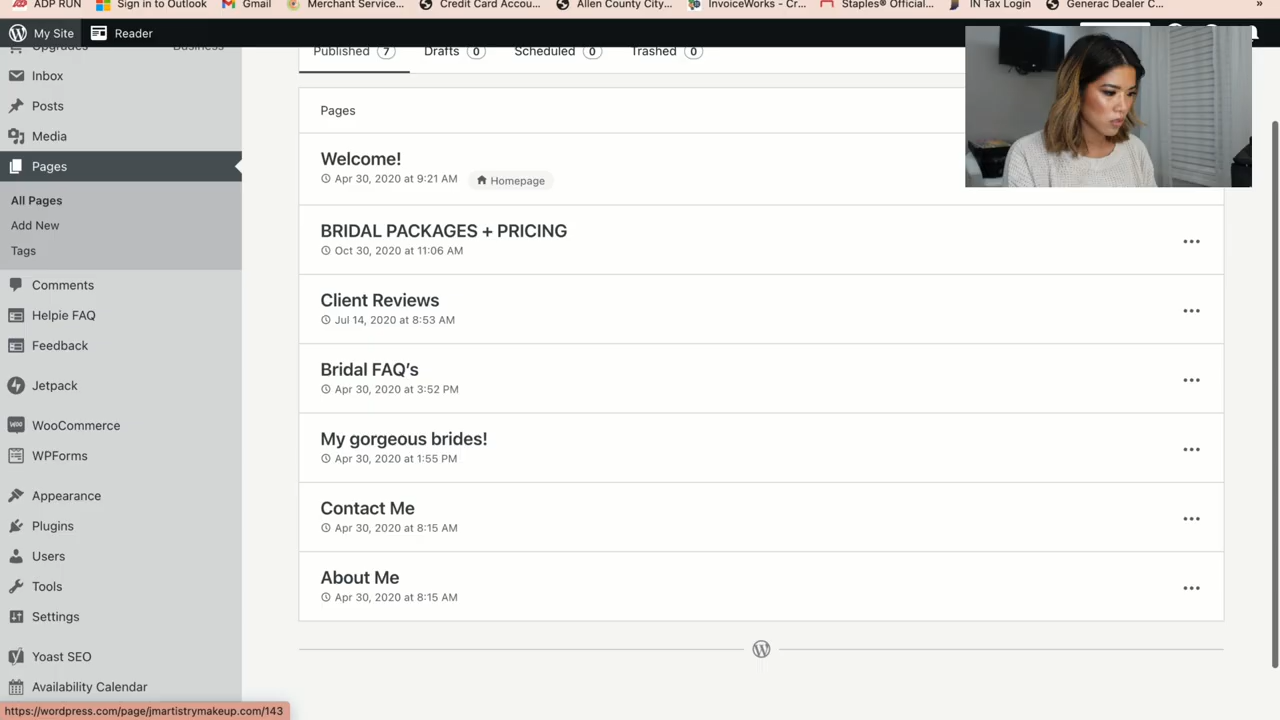 ADP RUN
Sign in to Outlook
Gmail
Merchant Service...
Credit Card Accou...
Allen County City...
InvoiceWorks - Cr...
Staples® Official...
IN Tax Login
Generac Dealer C...
»
My Site
Reader
Upgrades
Business
Inbox
Posts
Media
Pages
All Pages
Add New
Tags
Comments
Helpie FAQ
Feedback
Jetpack
WooCommerce
WPForms
Appearance
Plugins
Users
Tools
Settings
Yoast SEO
Availability Calendar
https://wordpress.com/page/jmartistrymakeup.com/143
Published 7
Drafts 0
Scheduled 0
Trashed 0
Pages
Welcome!
Apr 30, 2020 at 9:21 AM
Homepage
BRIDAL PACKAGES + PRICING
Oct 30, 2020 at 11:06 AM
Client Reviews
Jul 14, 2020 at 8:53 AM
Bridal FAQ's
Apr 30, 2020 at 3:52 PM
My gorgeous brides!
Apr 30, 2020 at 1:55 PM
Contact Me
Apr 30, 2020 at 8:15 AM
About Me
Apr 30, 2020 at 8:15 AM